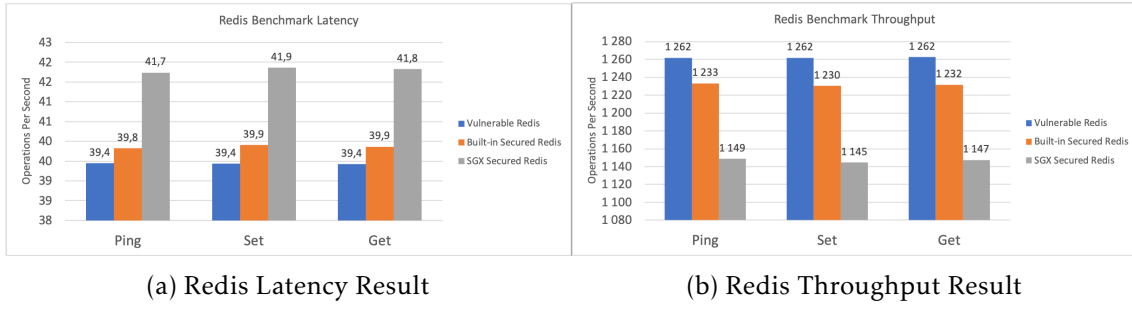 Redis Benchmark Latency
Operations Per Second
43
42
42
41
41
40
40
39
39
38
41,7
41,9
41,8
39,4
39,8
39,4
39,9
39,4
39,9
Ping
Set
Get
Vulnerable Redis
Built-in Secured Redis
SGX Secured Redis
(a) Redis Latency Result
Redis Benchmark Throughput
Operations Per Second
1 280
1 260
1 240
1 220
1 200
1 180
1 160
1 140
1 120
1 100
1 080
1 262
1 233
1 149
1 262
1 230
1 145
1 262
1 232
1 147
Ping
Set
Get
Vulnerable Redis
Built-in Secured Redis
SGX Secured Redis
(b) Redis Throughput Result